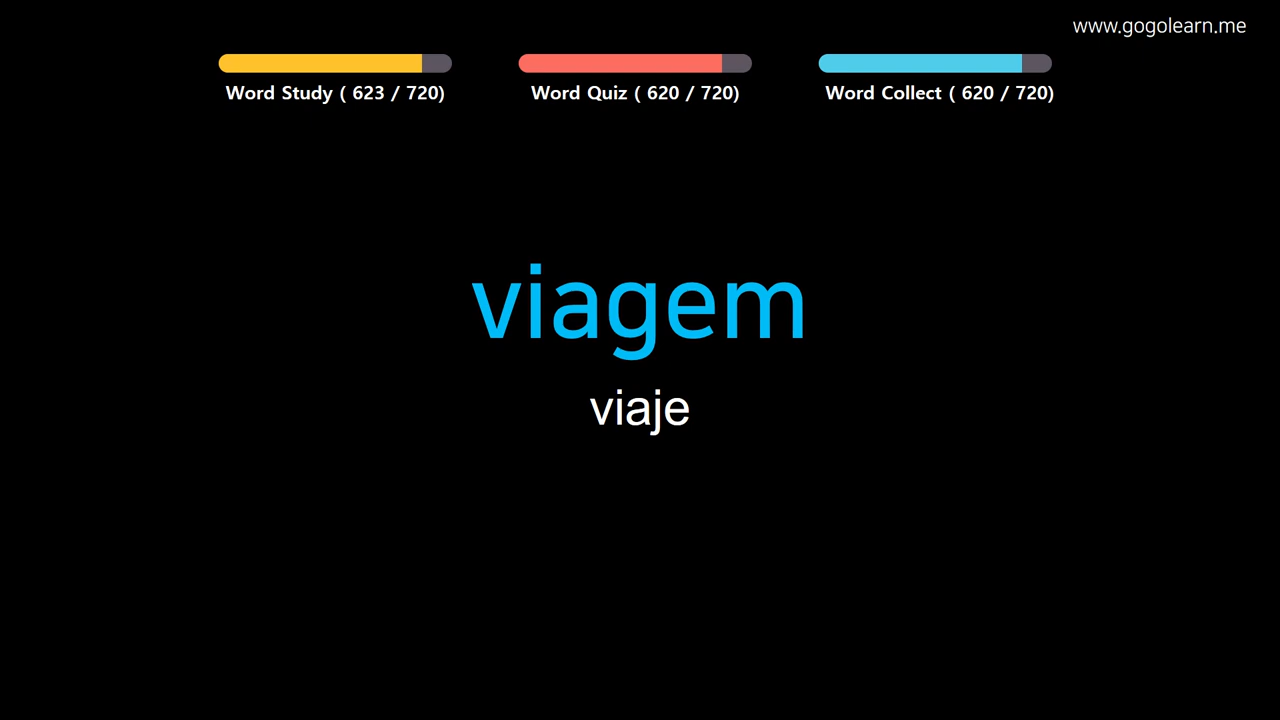 www.gogolearn.me
Word Study ( 623 / 720)
Word Quiz ( 620 / 720)
Word Collect ( 620 / 720)
viagem
viaje